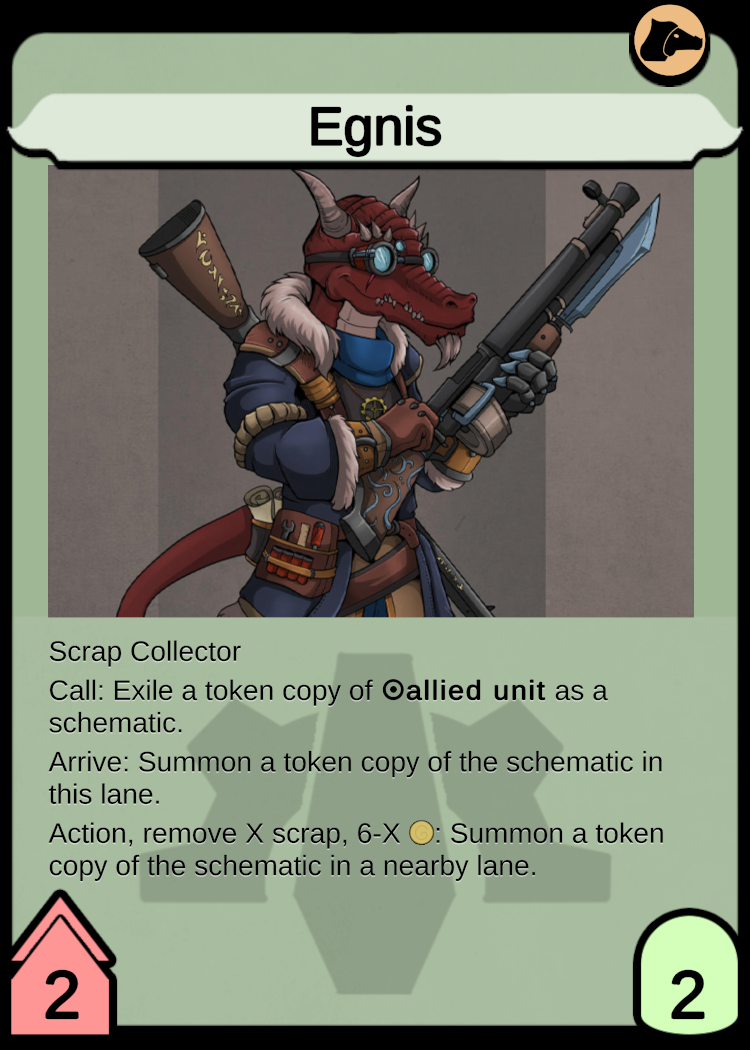 Egnis
Scrap Collector
Call: Exile a token copy of allied unit as a
schematic.
Arrive: Summon a token copy of the schematic in
this lane.
Action, remove X scrap, 6-X : Summon a token
copy of the schematic in a nearby lane.
2
2